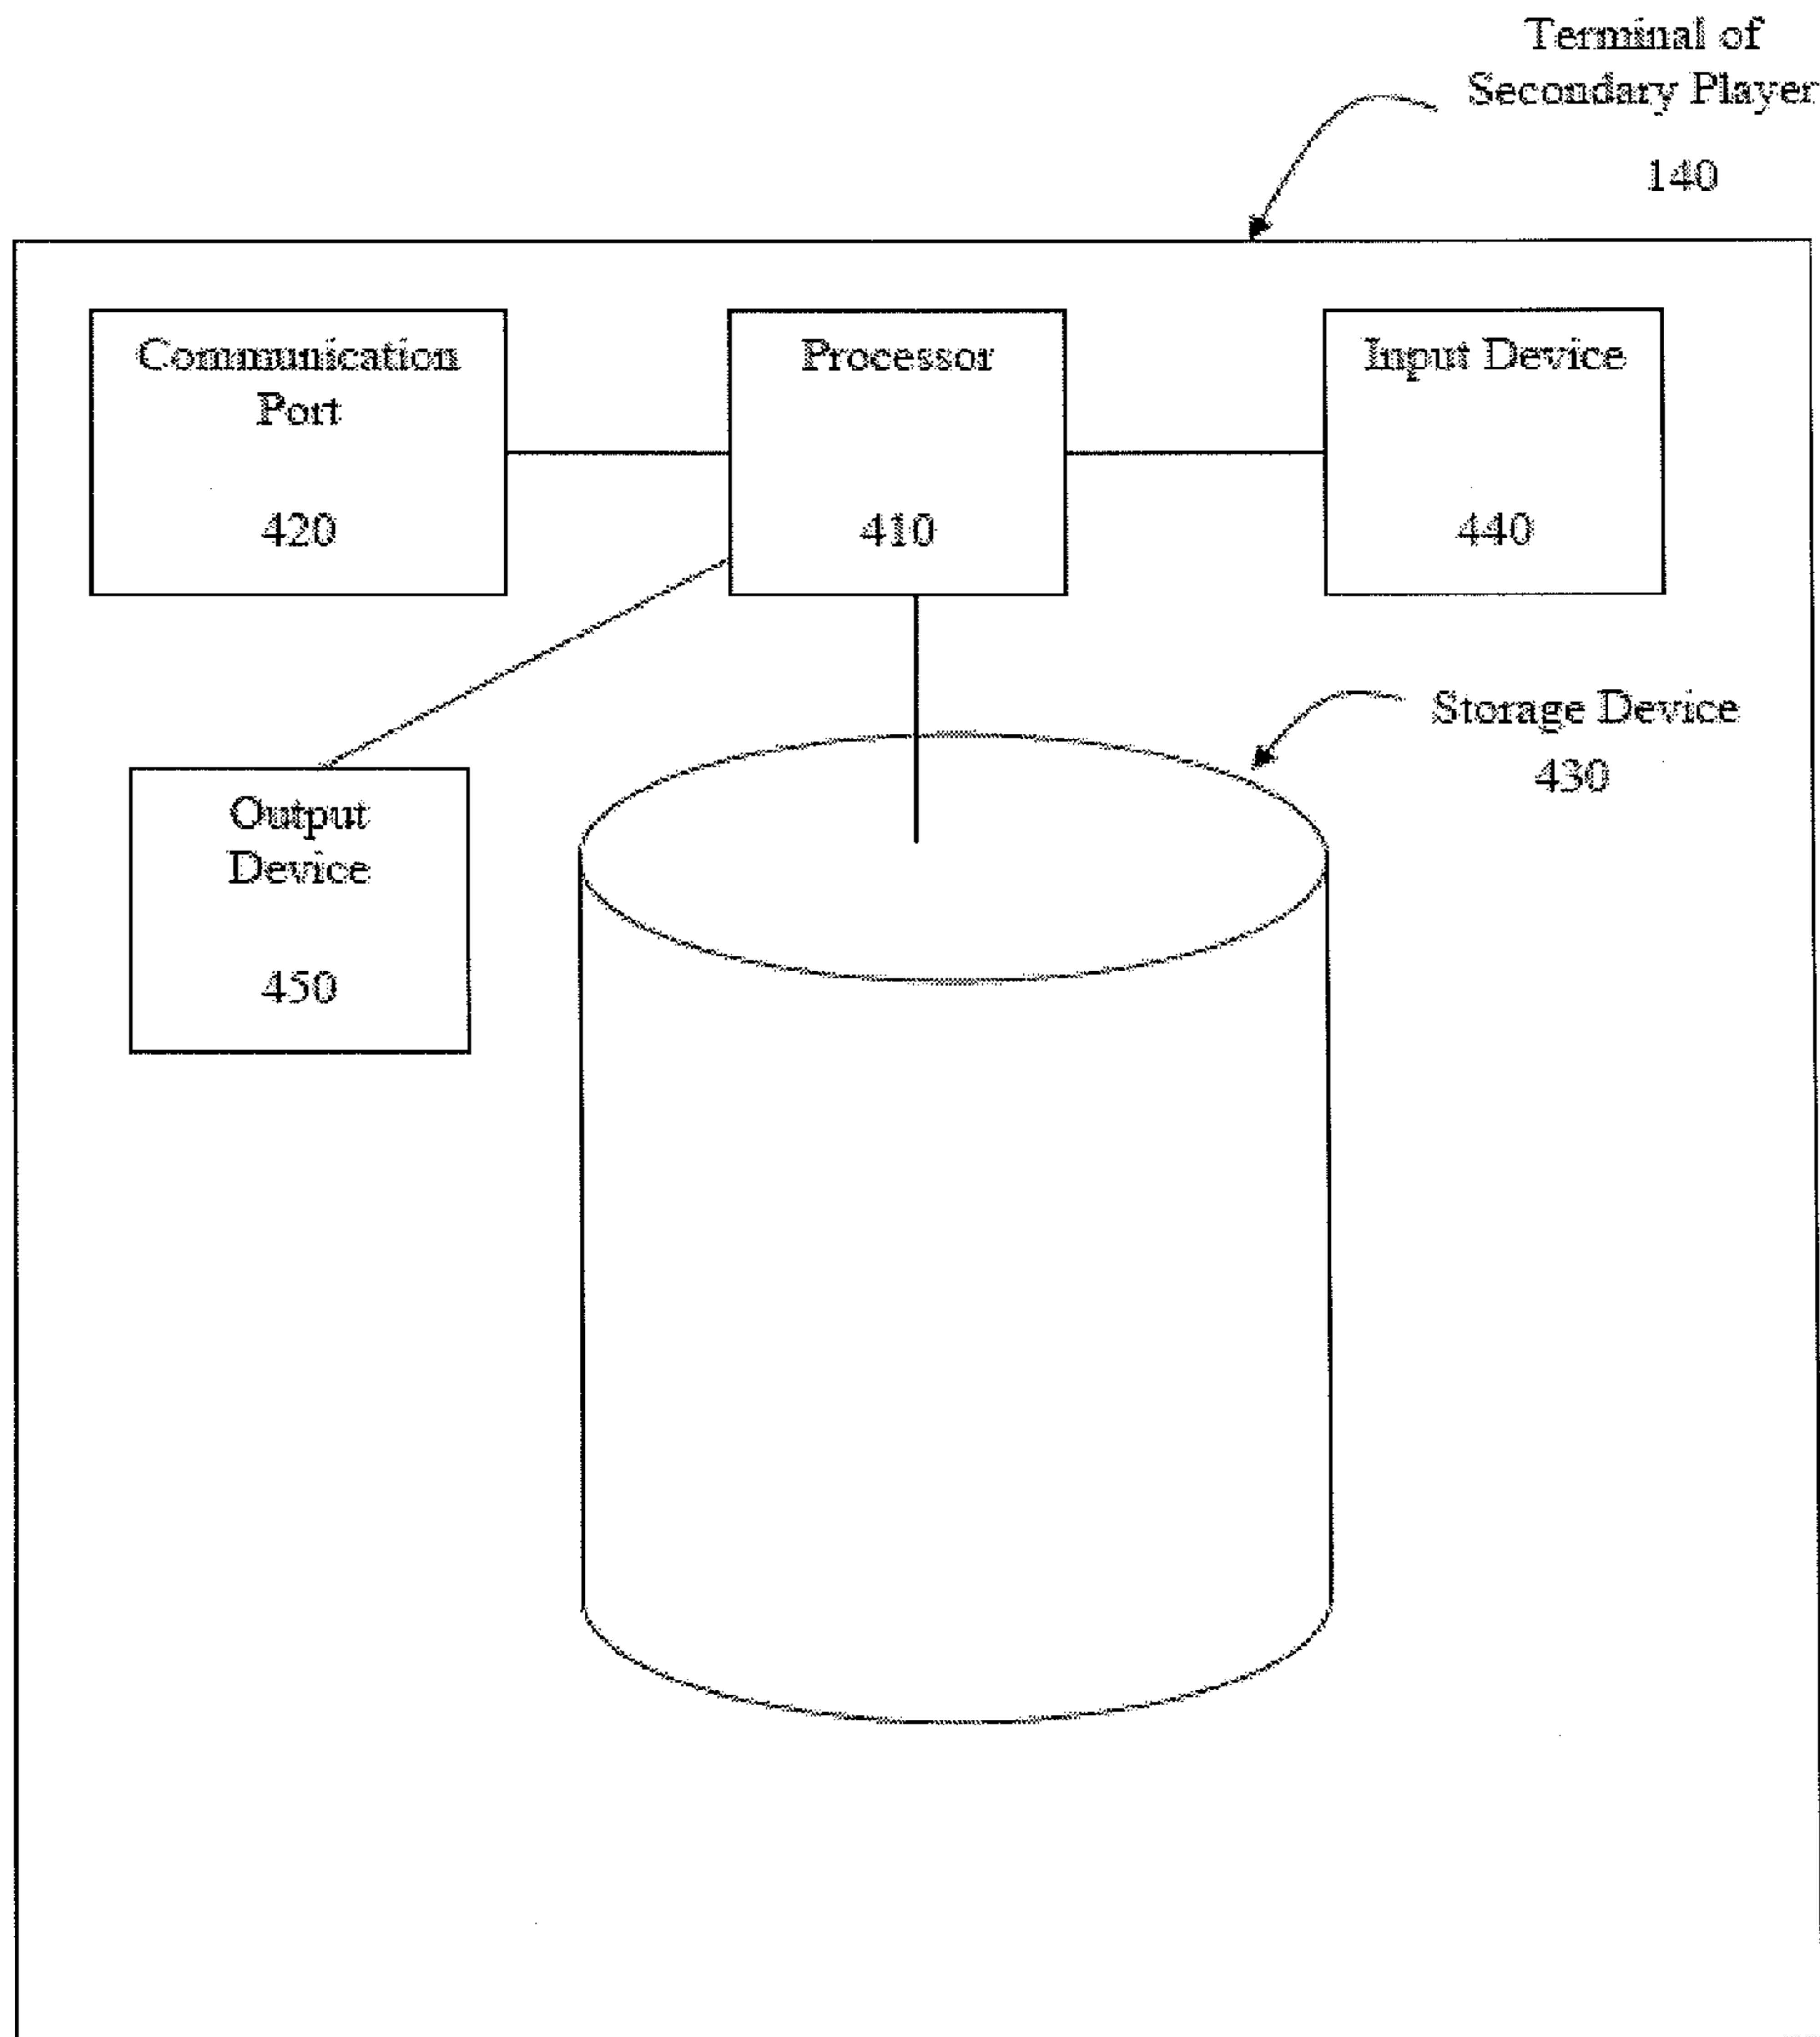 Terminal of
Secondary Player
140
Communication
Port
420
Processor
410
Input Device
440
Storage Device
430
Output
Device
450